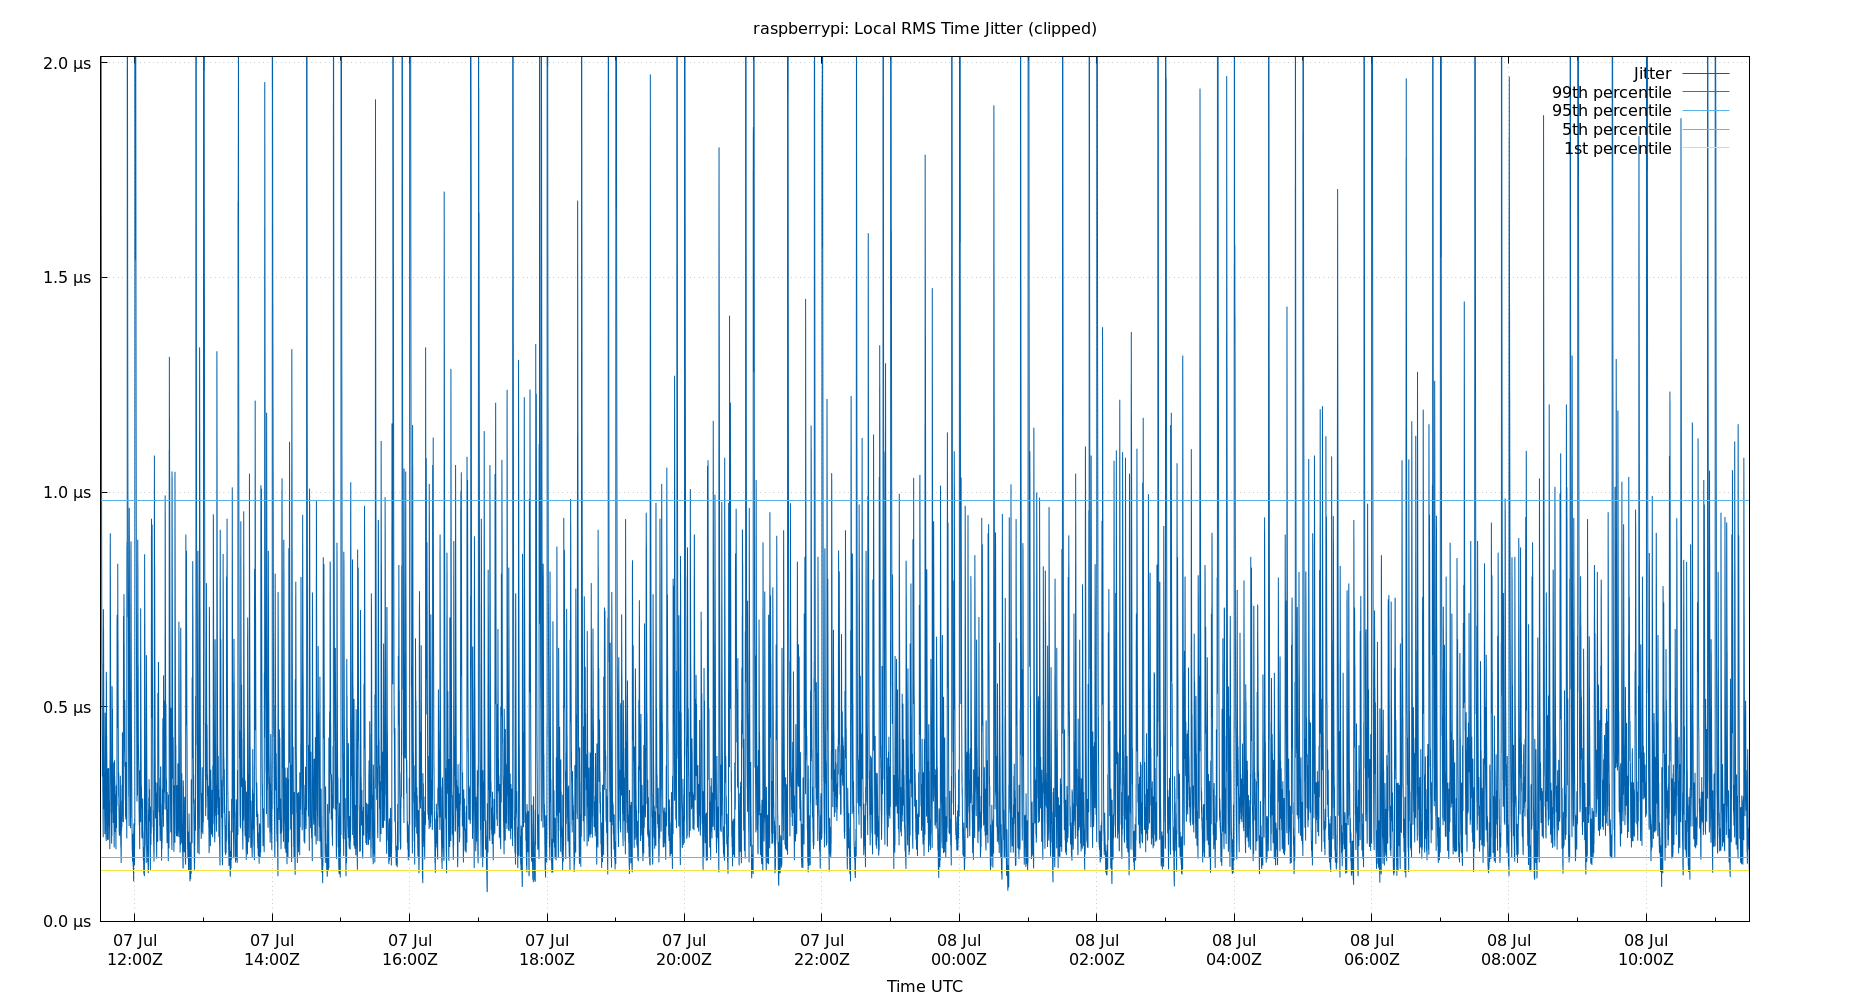 raspberrypi: Local RMS Time Jitter (clipped)
2.0 µs
1.5 µs
1.0 µs
0.5 µs
0.0 µs
Jitter
99th percentile
95th percentile
5th percentile
1st percentile
07 Jul 07 Jul 07 Jul 07 Jul 07 Jul 07 Jul 08 Jul 08 Jul 08 Jul 08 Jul 08 Jul 08 Jul
12:00Z 14:00Z 16:00Z 18:00Z 20:00Z 22:00Z 00:00Z 02:00Z 04:00Z 06:00Z 08:00Z 10:00Z
Time UTC